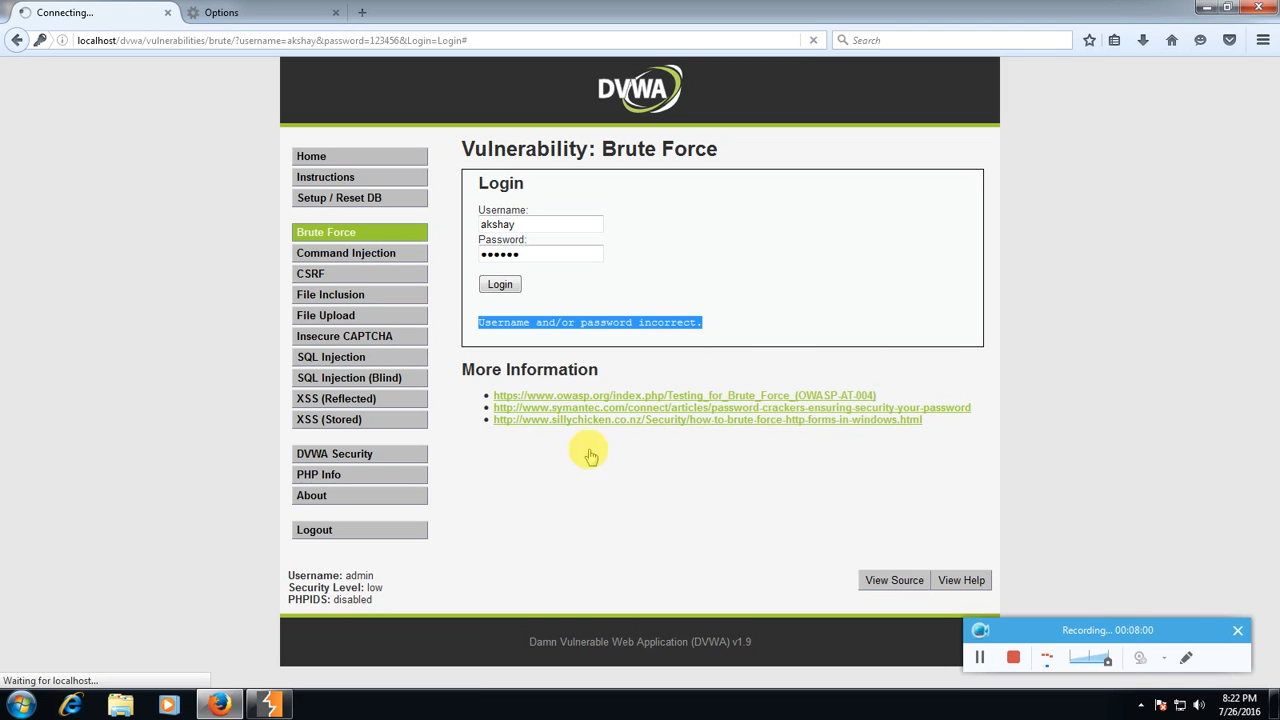 Connecting...
Options
localhost/dvwa/vulnerabilities/brute/?username=akshay&password=123456&Login=Login#
Search
DVWA
Vulnerability: Brute Force
Home
Instructions
Setup / Reset DB
Brute Force
Command Injection
CSRF
File Inclusion
File Upload
Insecure CAPTCHA
SQL Injection
SQL Injection (Blind)
XSS (Reflected)
XSS (Stored)
DVWA Security
PHP Info
About
Logout
Login
Username:
akshay
Password:
••••••
Login
Username and/or password incorrect.
More Information
https://www.owasp.org/index.php/Testing_for_Brute_Force_(OWASP-AT-004)
http://www.symantec.com/connect/articles/password-crackers-ensuring-security-your-password
http://www.sillychicken.co.nz/Security/how-to-brute-force-http-forms-in-windows.html
Username: admin
Security Level: low
PHPIDS: disabled
View Source
View Help
Damn Vulnerable Web Application (DVWA) v1.9
Recording... 00:08:00
Waiting for localhost...
8:22 PM
7/26/2016